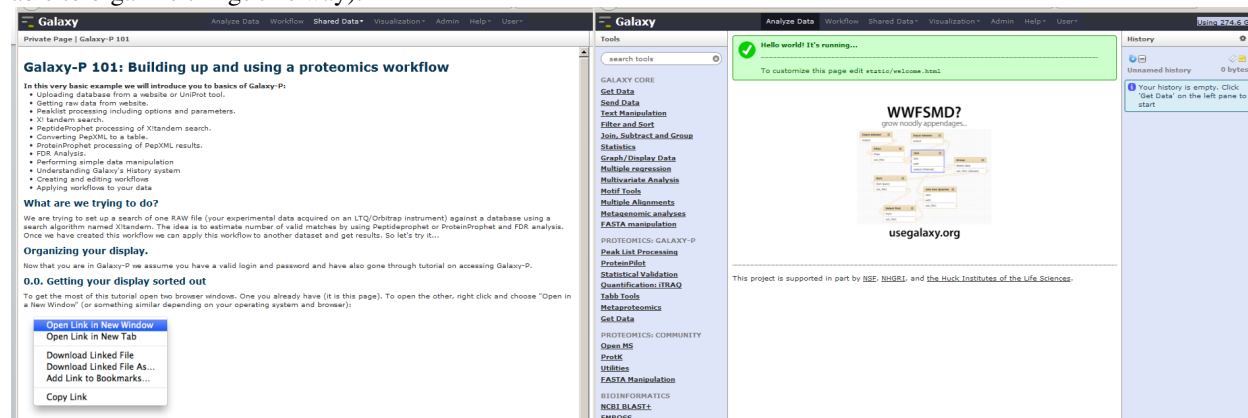 Galaxy
Analyze Data Workflow Shared Data Visualization Admin Help User
Private Page | Galaxy-P 101
Galaxy-P 101: Building up and using a proteomics workflow
In this very basic example we will introduce you to basics of Galaxy-P:
• Uploading database from a website or UniProt tool.
• Getting raw data from website.
• Peaklist processing including options and parameters.
• X! tandem search.
• PeptideProphet processing of X!tandem search.
• Converting PepXML to a table.
• ProteinProphet processing of PepXML results.
• FDR Analysis.
• Performing simple data manipulation
• Understanding Galaxy's History system
• Creating and editing workflows
• Applying workflows to your data
What are we trying to do?
We are trying to set up a search of one RAW file (your experimental data acquired on an LTQ/Orbitrap instrument) against a database using a
search algorithm named X!tandem. The idea is to estimate number of valid matches by using Peptideprophet or ProteinProphet and FDR analysis.
Once we have created this workflow we can apply this workflow to another dataset and get results. So let's try it...
Organizing your display.
Now that you are in Galaxy-P we assume you have a valid login and password and have also gone through tutorial on accessing Galaxy-P.
0.0. Getting your display sorted out
To get the most of this tutorial open two browser windows. One you already have (it is this page). To open the other, right click and choose "Open in
a New Window" (or something similar depending on your operating system and browser):
Open Link in New Window
Open Link in New Tab
Download Linked File
Download Linked File As...
Add Link to Bookmarks...
Copy Link
Galaxy
Analyze Data Workflow Shared Data Visualization Admin Help User
Using 274.6 G
Tools
search tools
GALAXY CORE
Get Data
Send Data
Text Manipulation
Filter and Sort
Join, Subtract and Group
Statistics
Graph/Display Data
Multiple regression
Multivariate Analysis
Motif Tools
Multiple Alignments
Metagenomic analyses
FASTA manipulation
PROTEOMICS: GALAXY-P
Peak List Processing
ProteinPilot
Statistical Validation
Quantification: iTRAQ
Tabb Tools
Metaproteomics
Get Data
PROTEOMICS: COMMUNITY
Open MS
ProtK
Utilities
FASTA Manipulation
BIOINFORMATICS
NCBI BLAST+
Hello world! It's running...
To customize this page edit static/welcome.html
WWFSMD?
grow noodly appendages...
usegalaxy.org
This project is supported in part by NSF, NHGRI, and the Huck Institutes of the Life Sciences.
History
Unnamed history 0 bytes
Your history is empty. Click
'Get Data' on the left pane to
start